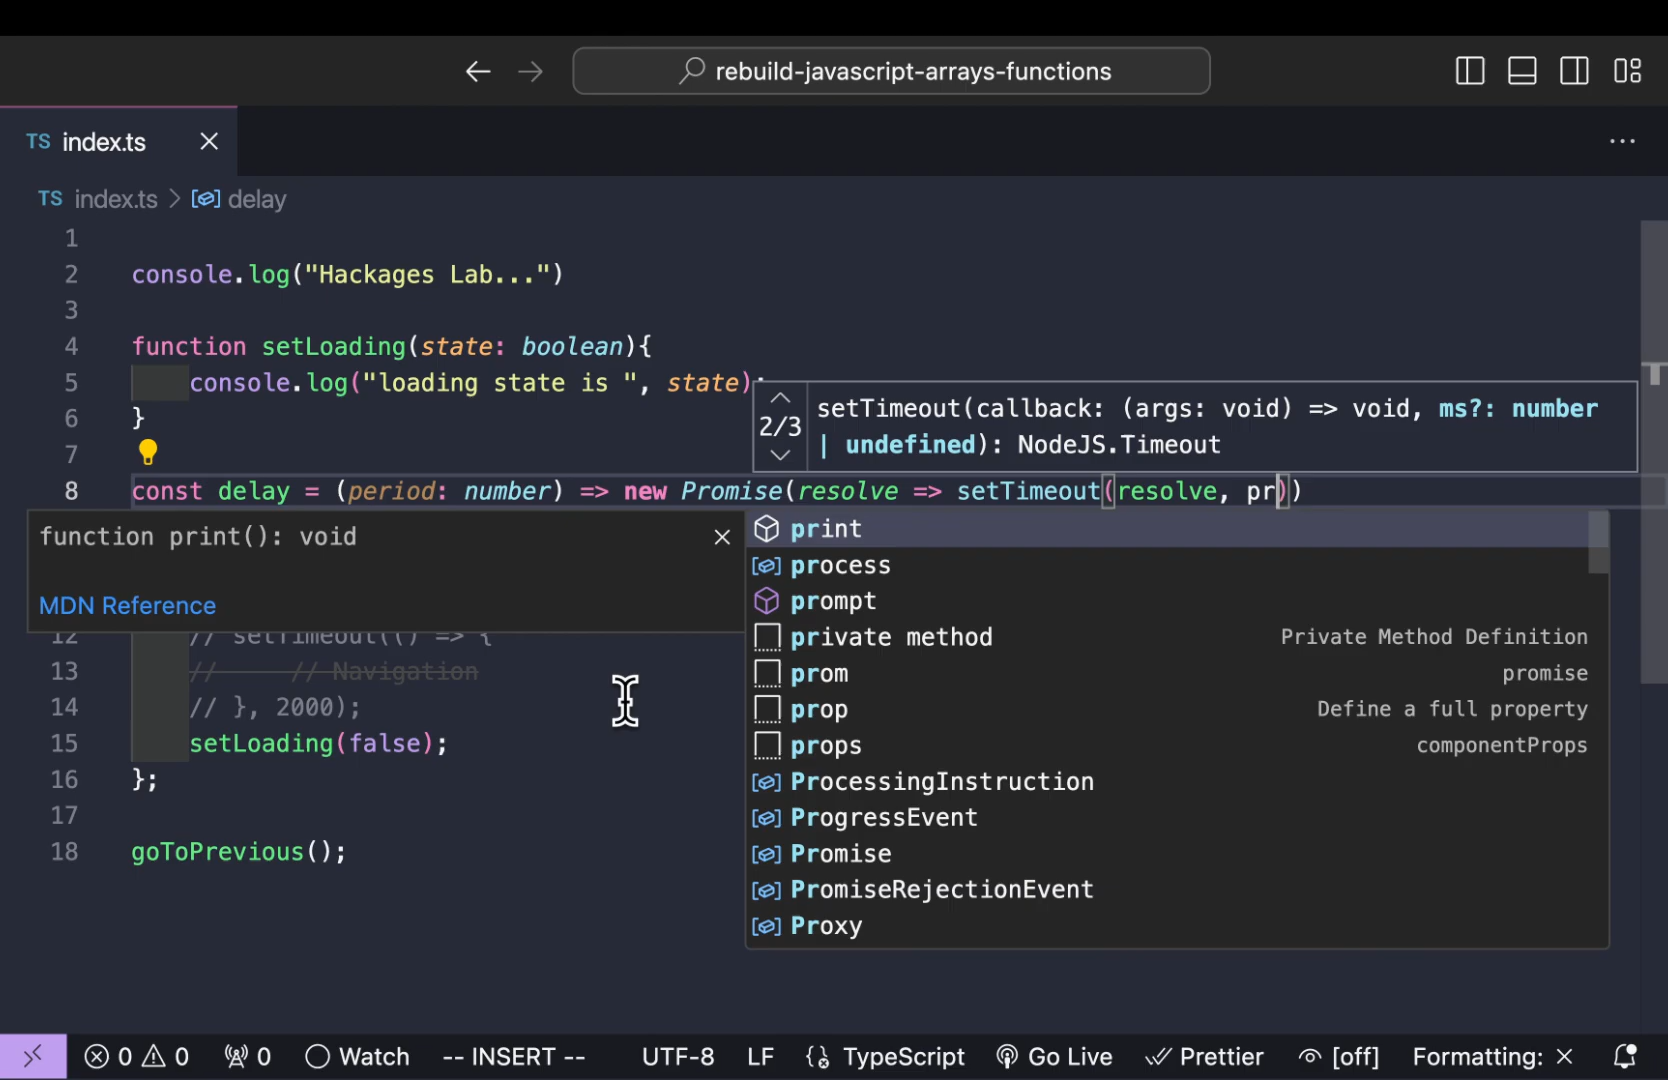 rebuild-javascript-arrays-functions
TS index.ts
TS index.ts > delay
1
2 console.log("Hackages Lab...")
3
4 function setLoading(state: boolean){
5 console.log("loading state is ", state);
6 }
7
2/3 setTimeout(callback: (args: void) => void, ms?: number
| undefined): NodeJS.Timeout
8 const delay = (period: number) => new Promise(resolve => setTimeout(resolve, pr))
function print(): void
MDN Reference
print
process
prompt
private method Private Method Definition
prom promise
prop Define a full property
props componentProps
ProcessingInstruction
ProgressEvent
Promise
PromiseRejectionEvent
Proxy
12 // setTimeout(() => {
13 // // Navigation
14 // }, 2000);
15 setLoading(false);
16 };
17
18 goToPrevious();
0 0 0 Watch -- INSERT -- UTF-8 LF TypeScript Go Live Prettier [off] Formatting: ×